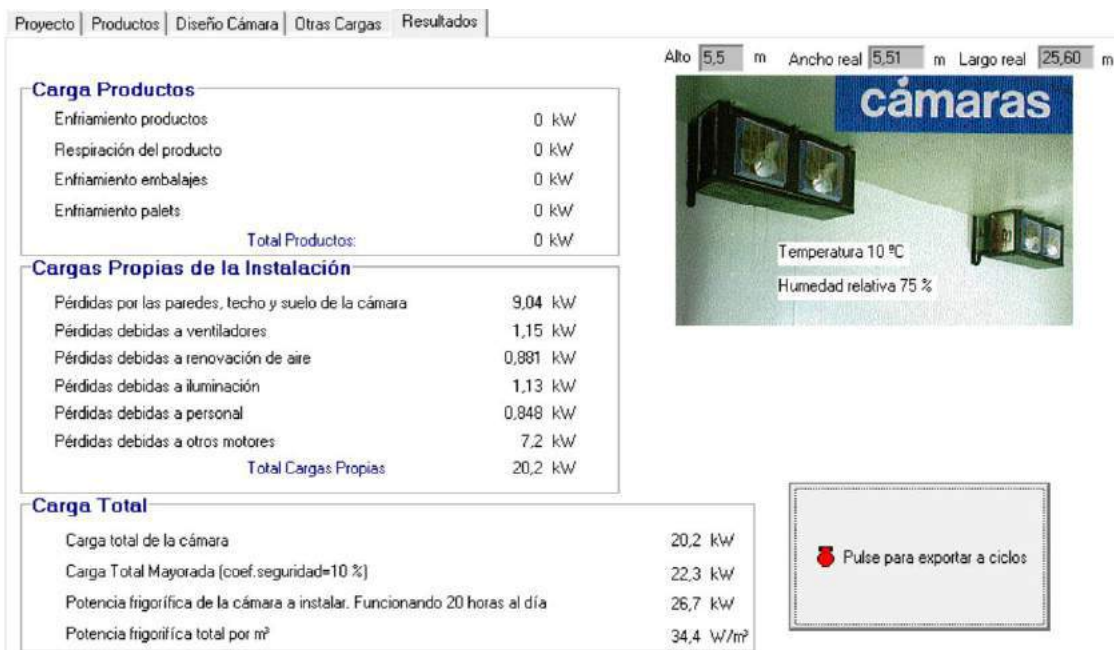 Proyecto Productos Diseño Cámara Otras Cargas Resultados
Alto 5,5 m Ancho real 5,51 m Largo real 25,60 m
cámaras
Temperatura 10 ºC
Humedad relativa 75 %
Carga Productos
Enfriamiento productos 0 kW
Respiración del producto 0 kW
Enfriamiento embalajes 0 kW
Enfriamiento palets 0 kW
Total Productos: 0 kW
Cargas Propias de la Instalación
Pérdidas por las paredes, techo y suelo de la cámara 9,04 kW
Pérdidas debidas a ventiladores 1,15 kW
Pérdidas debidas a renovación de aire 0,881 kW
Pérdidas debidas a iluminación 1,13 kW
Pérdidas debidas a personal 0,848 kW
Pérdidas debidas a otros motores 7,2 kW
Total Cargas Propias 20,2 kW
Carga Total
Carga total de la cámara 20,2 kW
Carga Total Mayorada (coef.seguridad=10 %) 22,3 kW
Potencia frigorífica de la cámara a instalar. Funcionando 20 horas al día 26,7 kW
Potencia frigorifíca total por m³ 34,4 W/m³
Pulse para exportar a ciclos